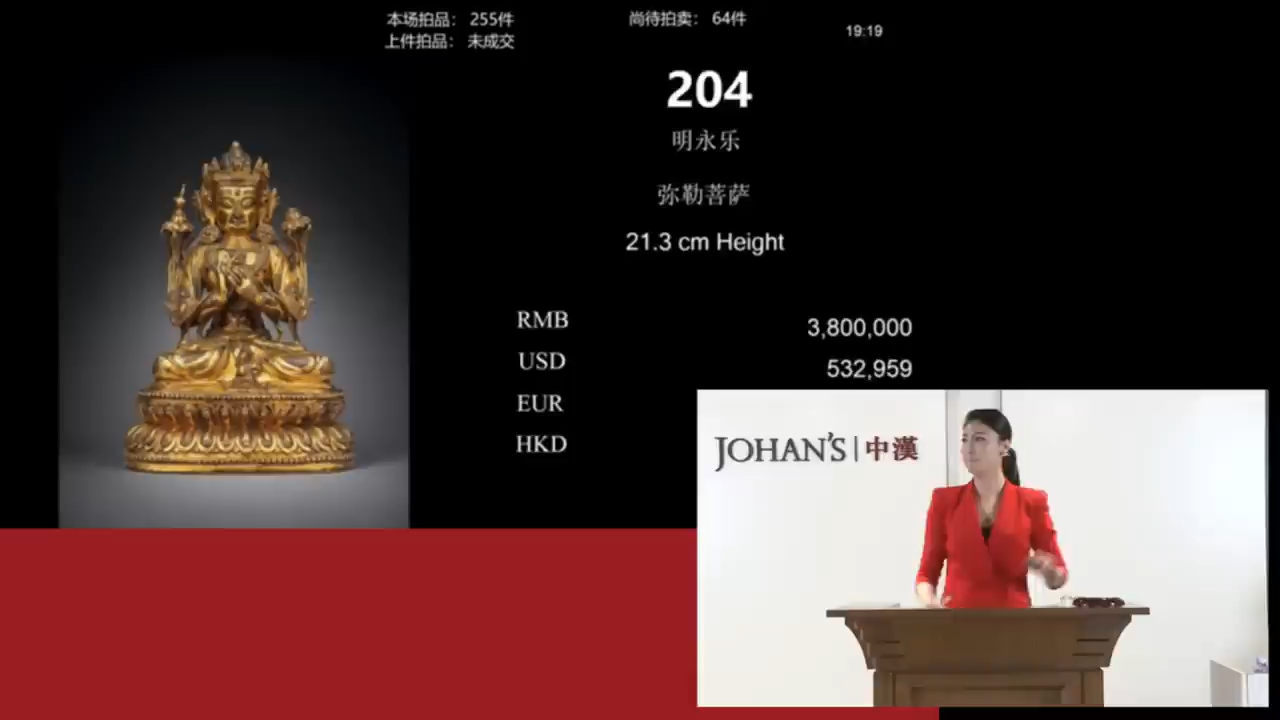 本场拍品： 255件
上件拍品： 未成交
尚待拍卖： 64件
19:19
204
明永乐
弥勒菩萨
21.3 cm Height
RMB 3,800,000
USD 532,959
EUR
HKD
JOHAN'S | 中漢